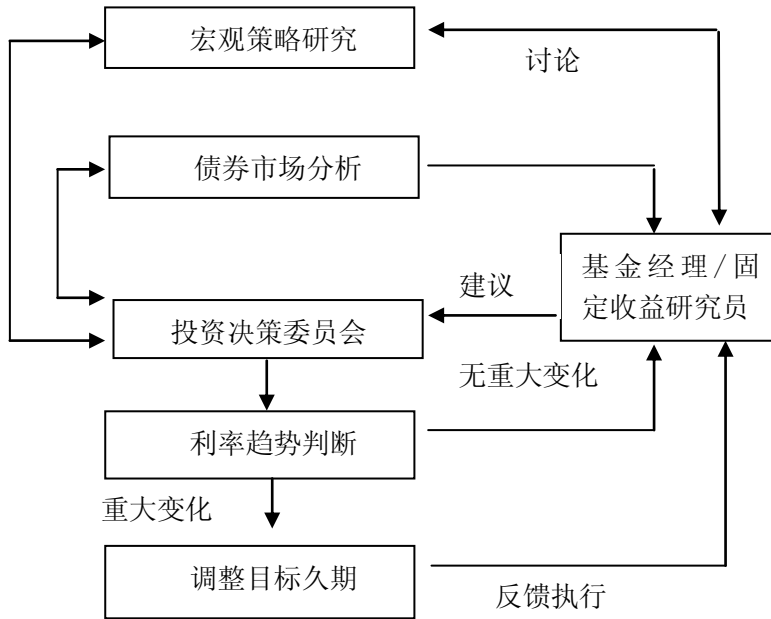 宏观策略研究
讨论
债券市场分析
基金经理/固
定收益研究员
建议
投资决策委员会
无重大变化
利率趋势判断
重大变化
调整目标久期
反馈执行